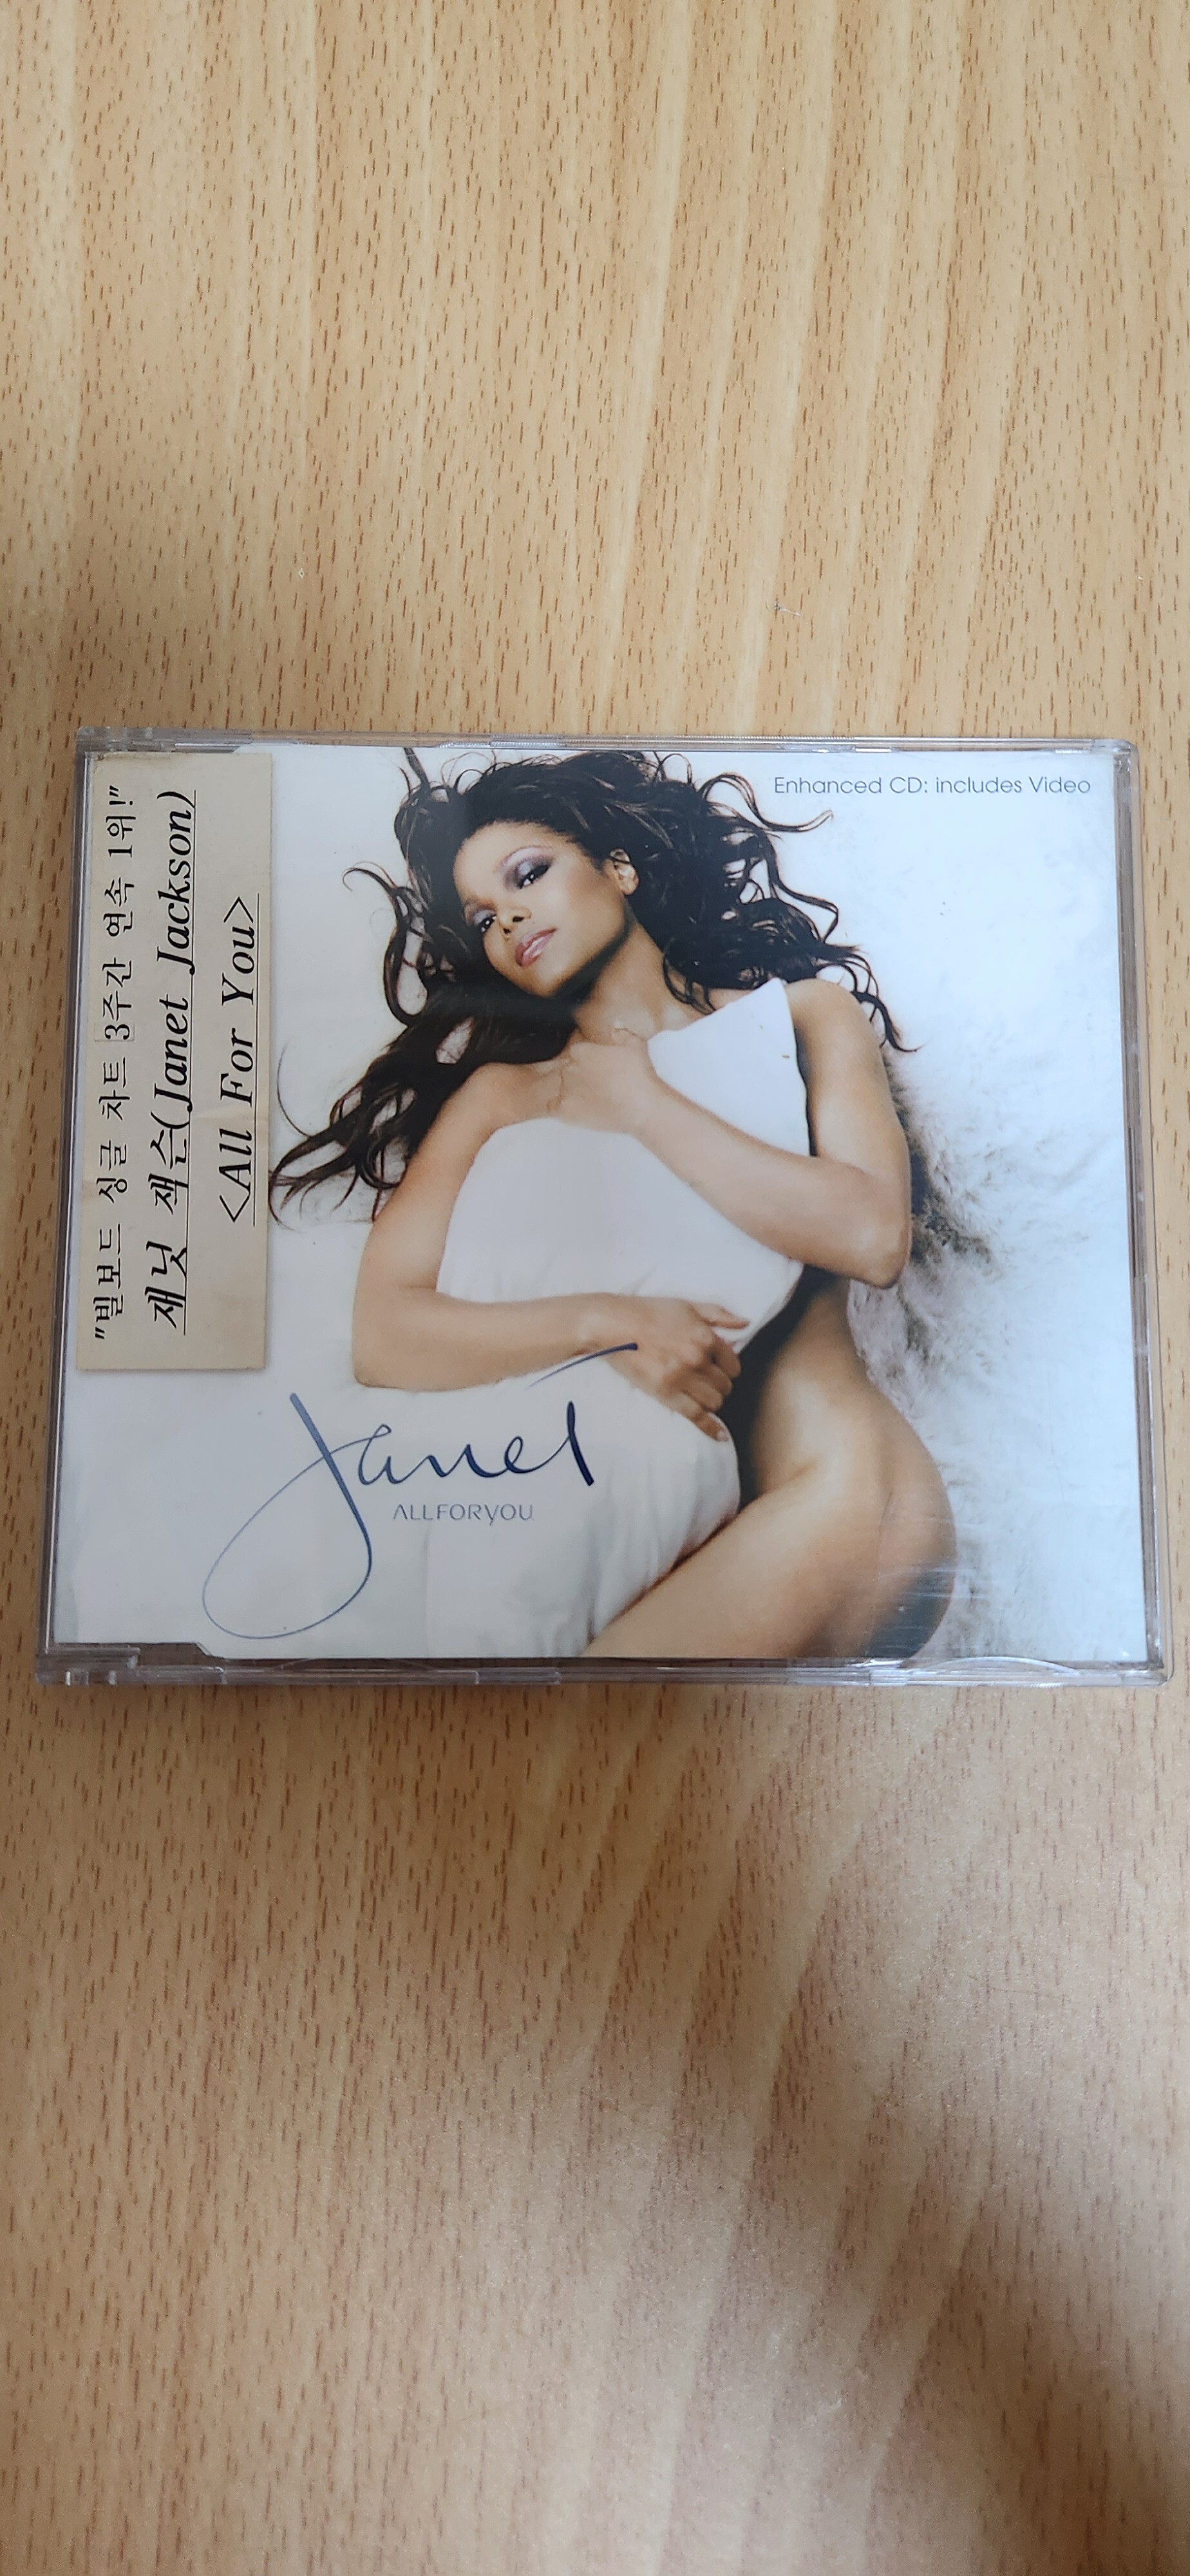 "빌보드 싱글 차트 3주간 연속 1위!"
재닛 잭슨(Janet Jackson)
<All For You>
Enhanced CD: includes Video
Janet
ALLFORYOU